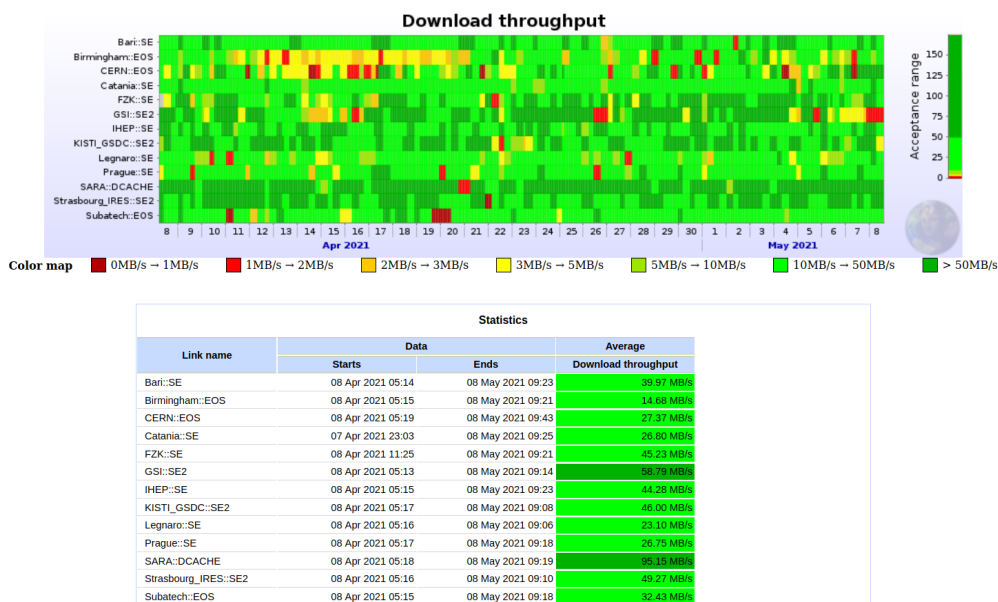 Download throughput
Bari::SE
Birmingham::EOS
CERN::EOS
Catania::SE
FZK::SE
GSI::SE2
IHEP::SE
KISTI_GSDC::SE2
Legnaro::SE
Prague::SE
SARA::DCACHE
Strasbourg_IRES::SE2
Subatech::EOS
8 9 10 11 12 13 14 15 16 17 18 19 20 21 22 23 24 25 26 27 28 29 30 1 2 3 4 5 6 7 8
Apr 2021 May 2021
Acceptance range
150
125
100
75
50
25
0
Color map 0MB/s → 1MB/s 1MB/s → 2MB/s 2MB/s → 3MB/s 3MB/s → 5MB/s 5MB/s → 10MB/s 10MB/s → 50MB/s > 50MB/s
Statistics
Link name Data Average
Starts Ends Download throughput
Bari::SE 08 Apr 2021 05:14 08 May 2021 09:23 39.97 MB/s
Birmingham::EOS 08 Apr 2021 05:15 08 May 2021 09:21 14.68 MB/s
CERN::EOS 08 Apr 2021 05:19 08 May 2021 09:43 27.37 MB/s
Catania::SE 07 Apr 2021 23:03 08 May 2021 09:25 26.80 MB/s
FZK::SE 08 Apr 2021 11:25 08 May 2021 09:21 45.23 MB/s
GSI::SE2 08 Apr 2021 05:13 08 May 2021 09:14 58.79 MB/s
IHEP::SE 08 Apr 2021 05:15 08 May 2021 09:23 44.28 MB/s
KISTI_GSDC::SE2 08 Apr 2021 05:17 08 May 2021 09:08 46.00 MB/s
Legnaro::SE 08 Apr 2021 05:16 08 May 2021 09:06 23.10 MB/s
Prague::SE 08 Apr 2021 05:17 08 May 2021 09:18 26.75 MB/s
SARA::DCACHE 08 Apr 2021 05:18 08 May 2021 09:19 95.15 MB/s
Strasbourg_IRES::SE2 08 Apr 2021 05:16 08 May 2021 09:10 49.27 MB/s
Subatech::EOS 08 Apr 2021 05:15 08 May 2021 09:18 32.43 MB/s